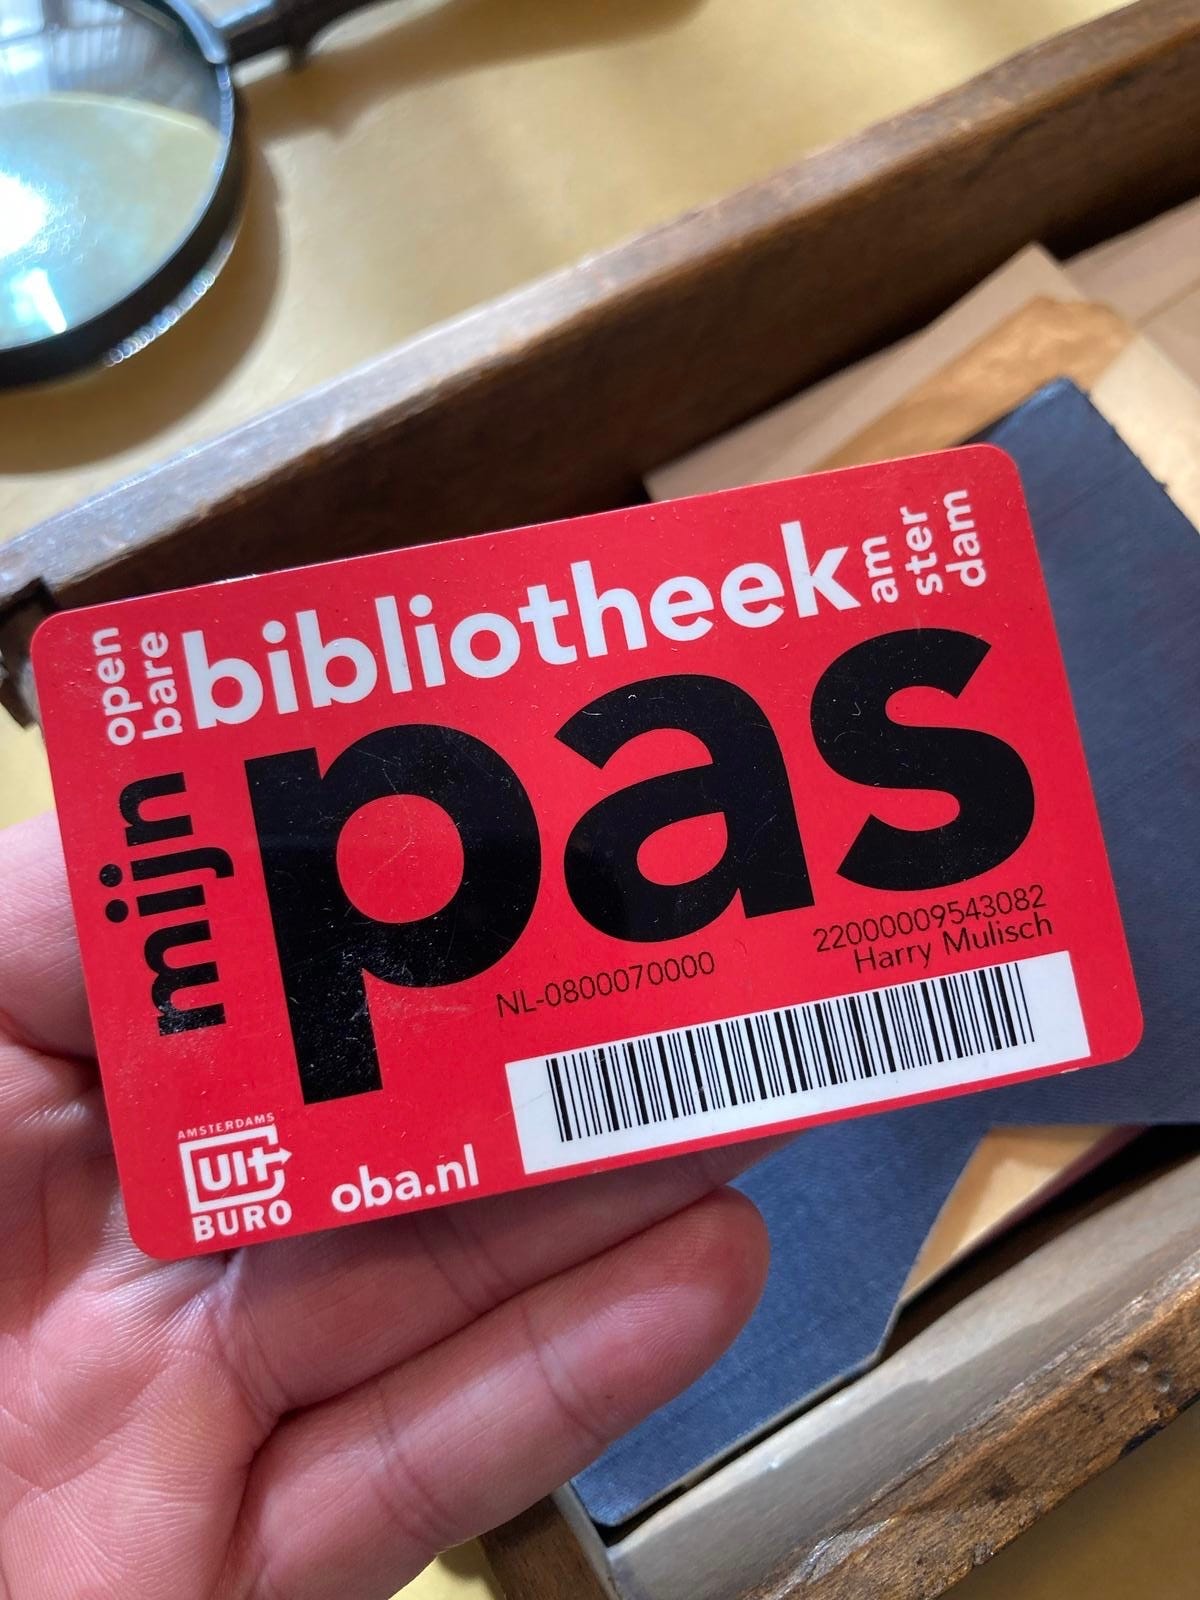 open
bare
bibliotheek
am
ster
dam
mijn
pas
22000009543082
Harry Mulisch
NL-0800070000
AMSTERDAMS
UIt
BURO
oba.nl